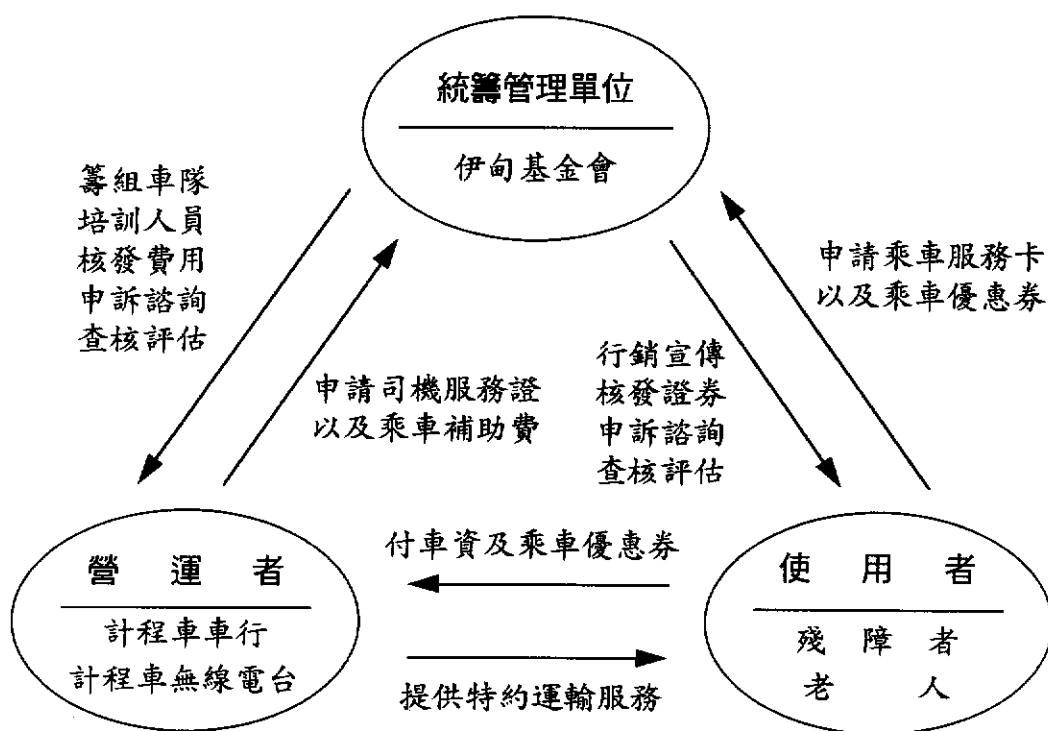 統籌管理單位
伊甸基金會
籌組車隊
培訓人員
核發費用
申訴諮詢
查核評估
申請乘車服務卡
以及乘車優惠券
申請司機服務證
以及乘車補助費
行銷宣傳
核發證券
申訴諮詢
查核評估
營運者
計程車車行
計程車無線電台
付車資及乘車優惠券
提供特約運輸服務
使用者
殘障者
老人